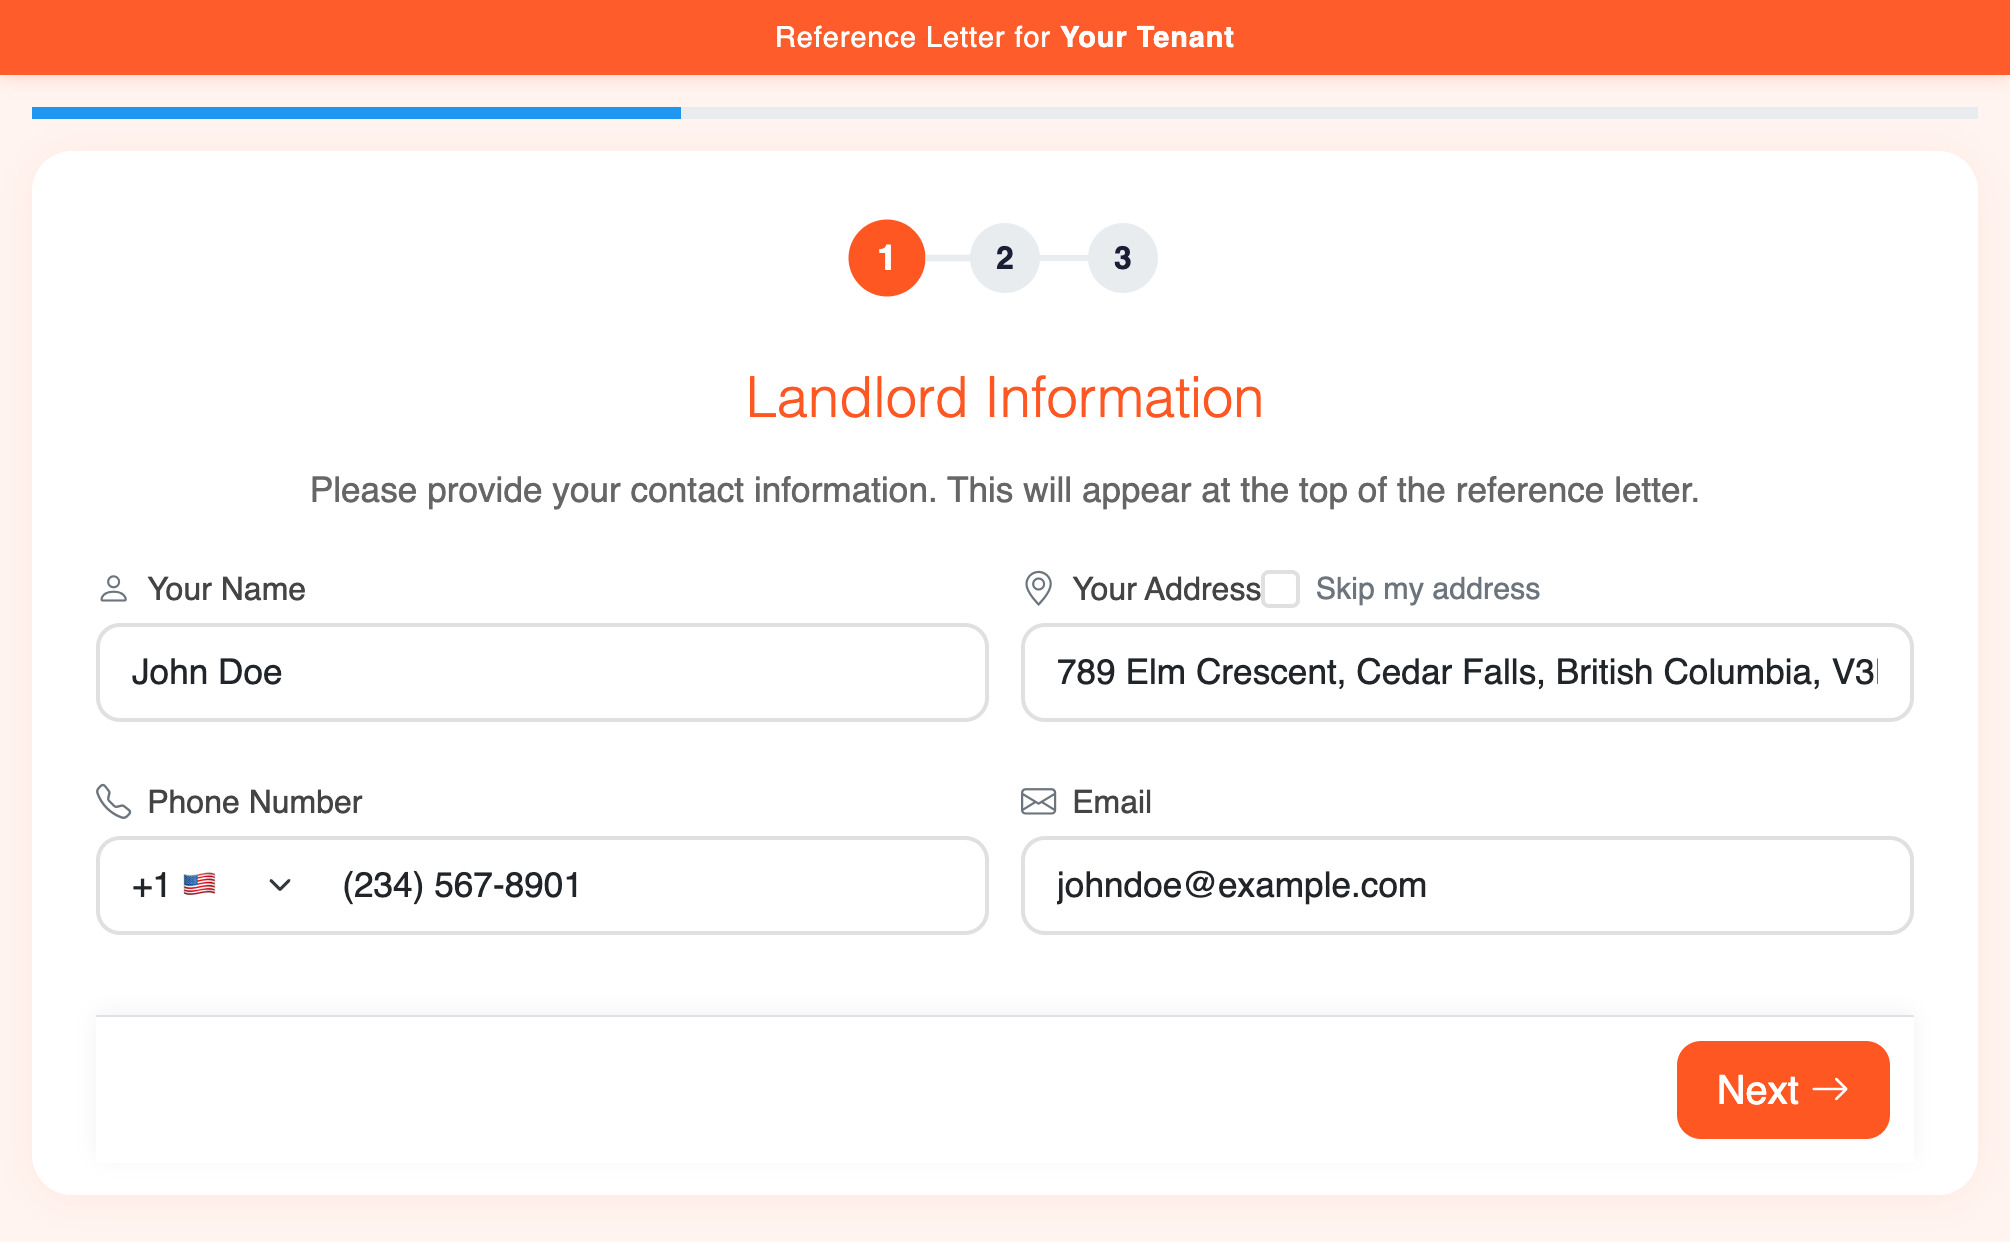 Reference Letter for Your Tenant
1 2 3
Landlord Information
Please provide your contact information. This will appear at the top of the reference letter.
Your Name
John Doe
Your Address Skip my address
789 Elm Crescent, Cedar Falls, British Columbia, V3
Phone Number
+1 (234) 567-8901
Email
johndoe@example.com
Next →